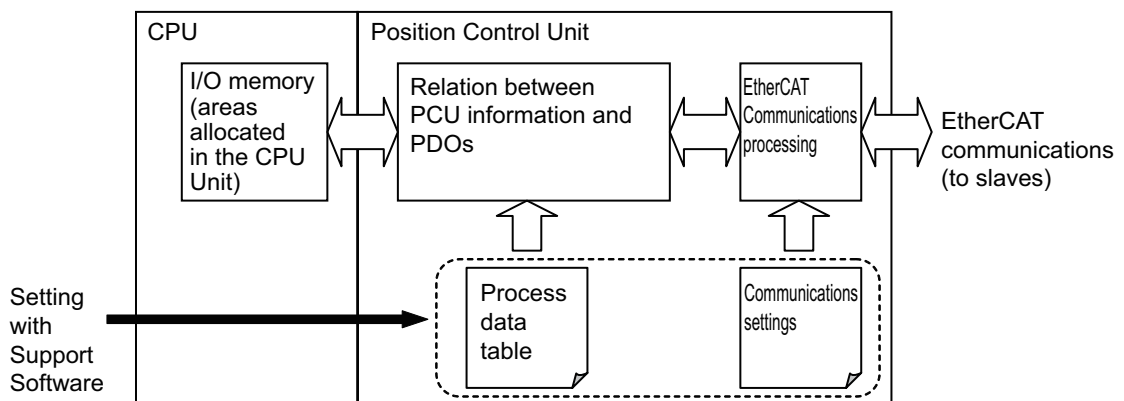 CPU
Position Control Unit
I/O memory
(areas
allocated
in the CPU
Unit)
Relation between
PCU information and
PDOs
EtherCAT
Communications
processing
EtherCAT
communications
(to slaves)
Setting
with
Support
Software
Process
data
table
Communications
settings